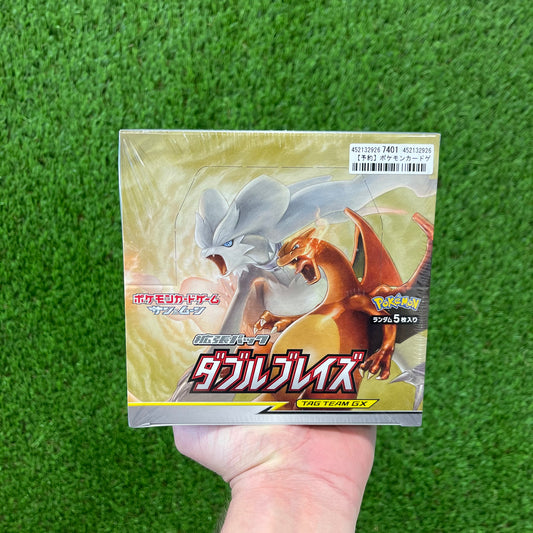 452132926 7401 452132926
【予約】ポケモンカードゲ
ポケモンカードゲーム
サン&ムーン
Pokémon
ランダム5枚入り
拡張パック
ダブルブレイズ
TAG TEAM GX